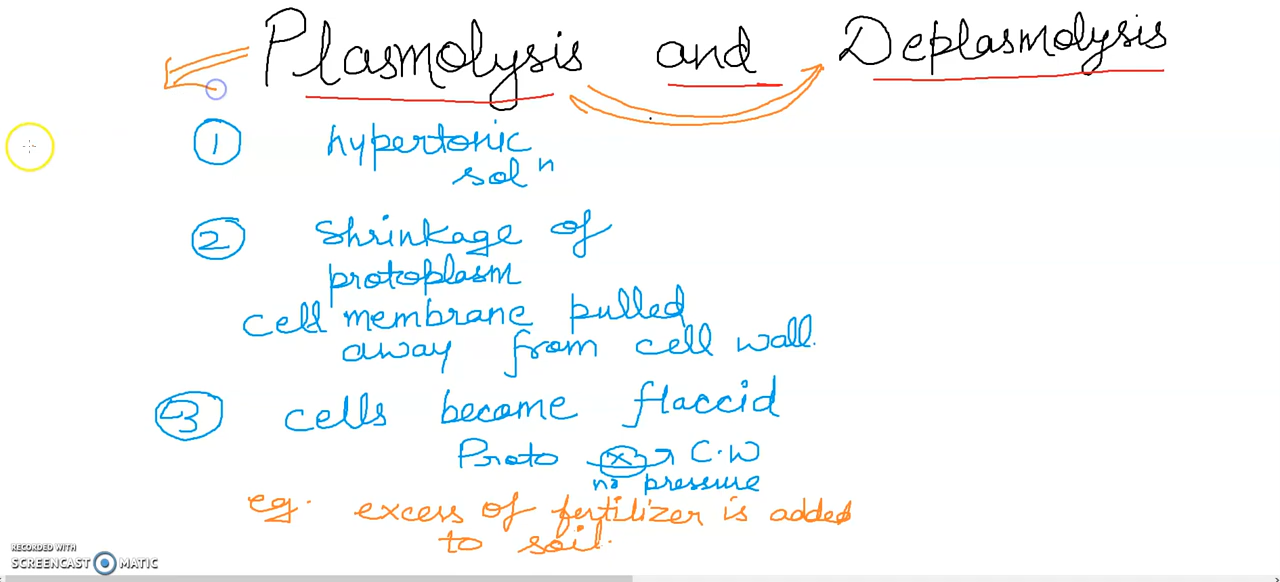 Plasmolysis and Deplasmolysis
1 hypertonic
solⁿ
2 Shrinkage of
protoplasm
cell membrane pulled
away from cell wall.
3 cells become flaccid
Proto x C.W
no pressure
eg. excess of fertilizer is added
to soil.
RECORDED WITH
SCREENCAST MATIC